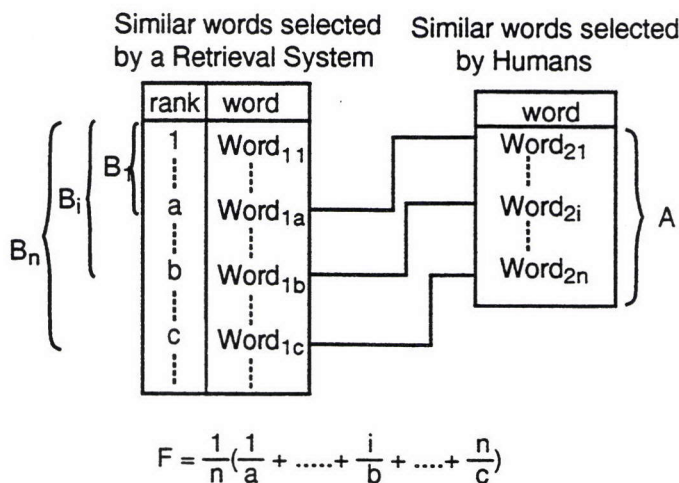 Similar words selected
by a Retrieval System
Similar words selected
by Humans
rank word
word
1 Word11
a Word1a
b Word1b
c Word1c
B1
Bi
Bn
Word21
Word2i
Word2n
A
F = 1/n(1/a + ...... + i/b + .... + n/c)